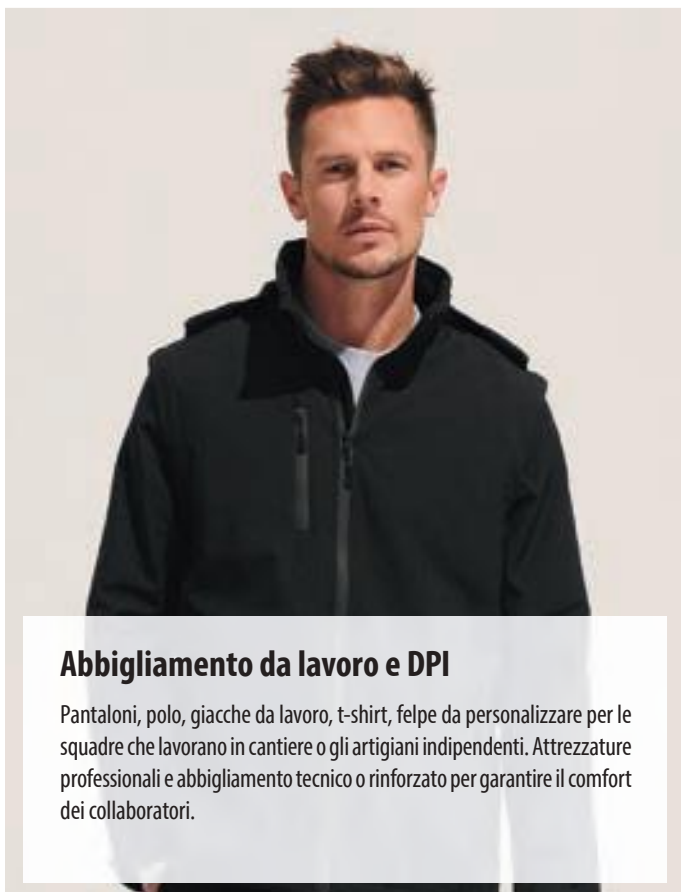 Abbigliamento da lavoro e DPI
Pantaloni, polo, giacche da lavoro, t-shirt, felpe da personalizzare per le
squadre che lavorano in cantiere o gli artigiani indipendenti. Attrezzature
professionali e abbigliamento tecnico o rinforzato per garantire il comfort
dei collaboratori.